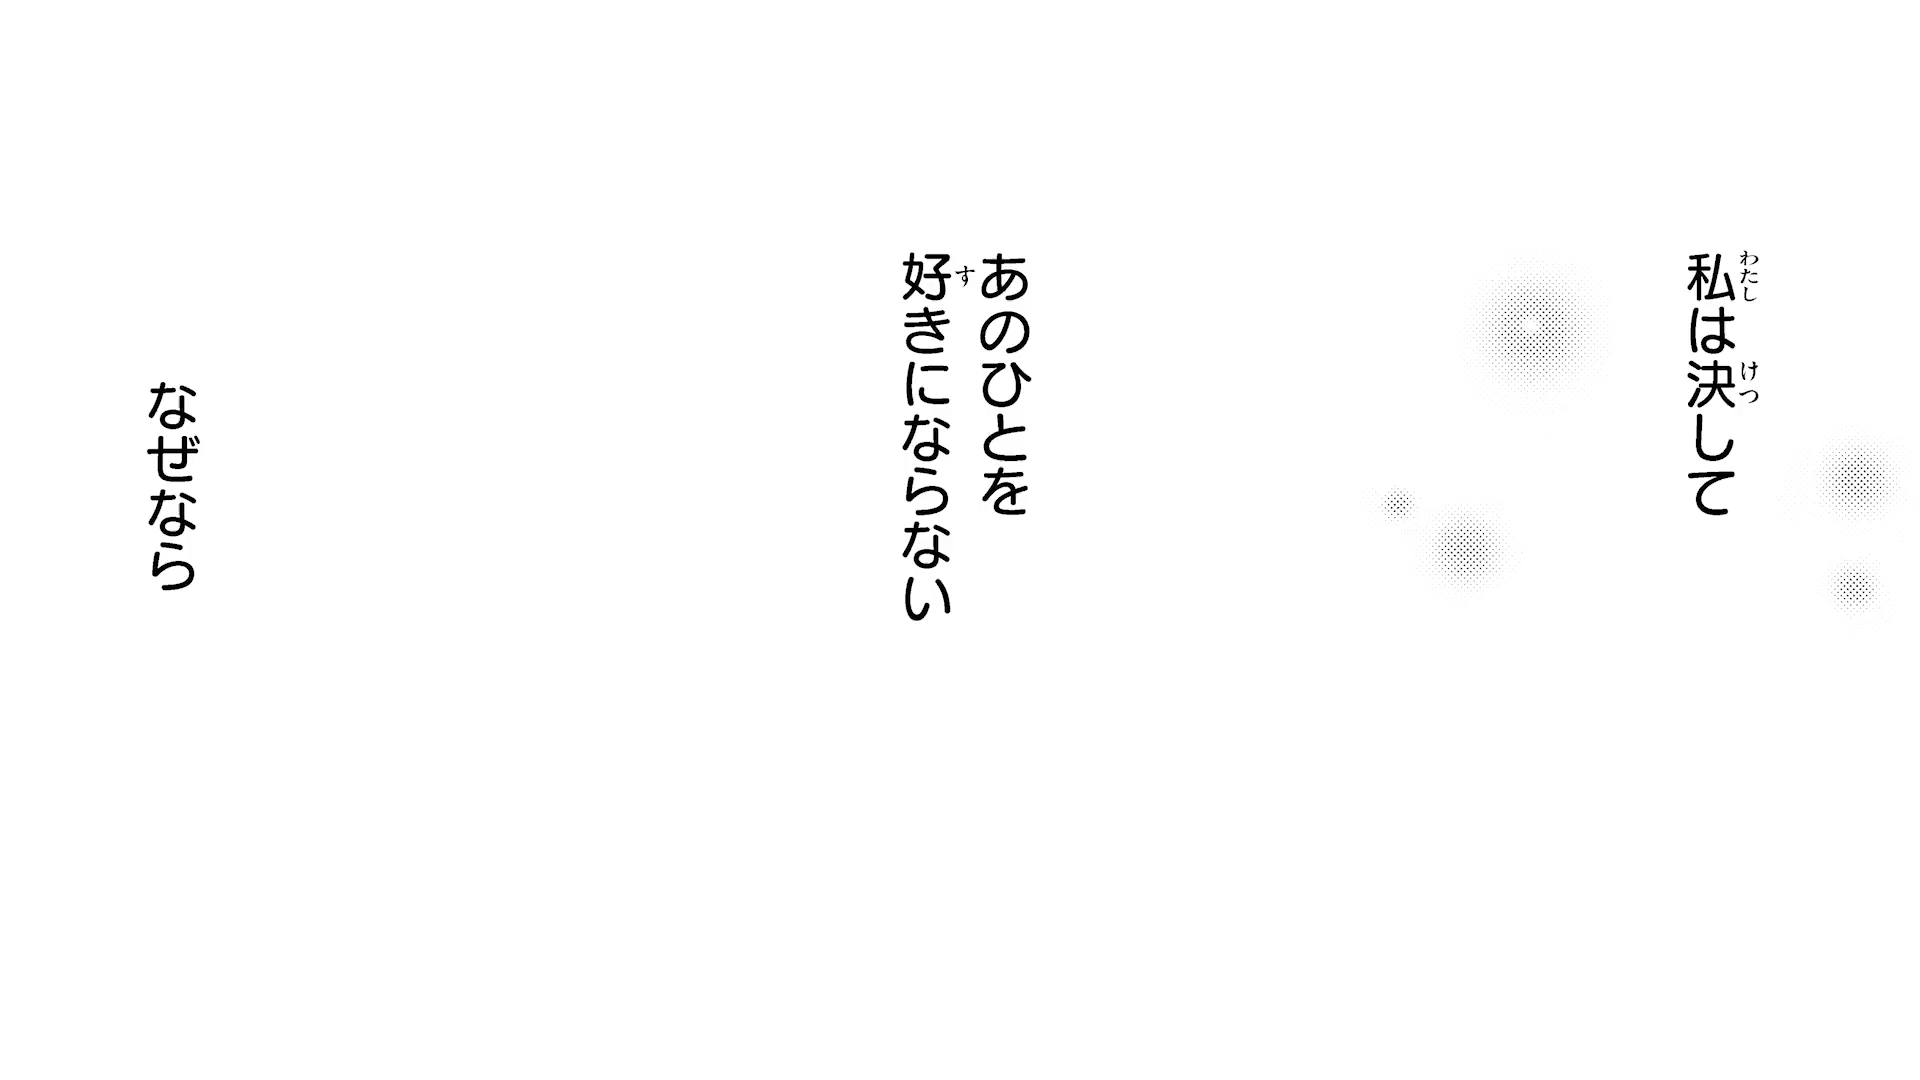 私は決して
あのひとを
好きにならない
なぜなら